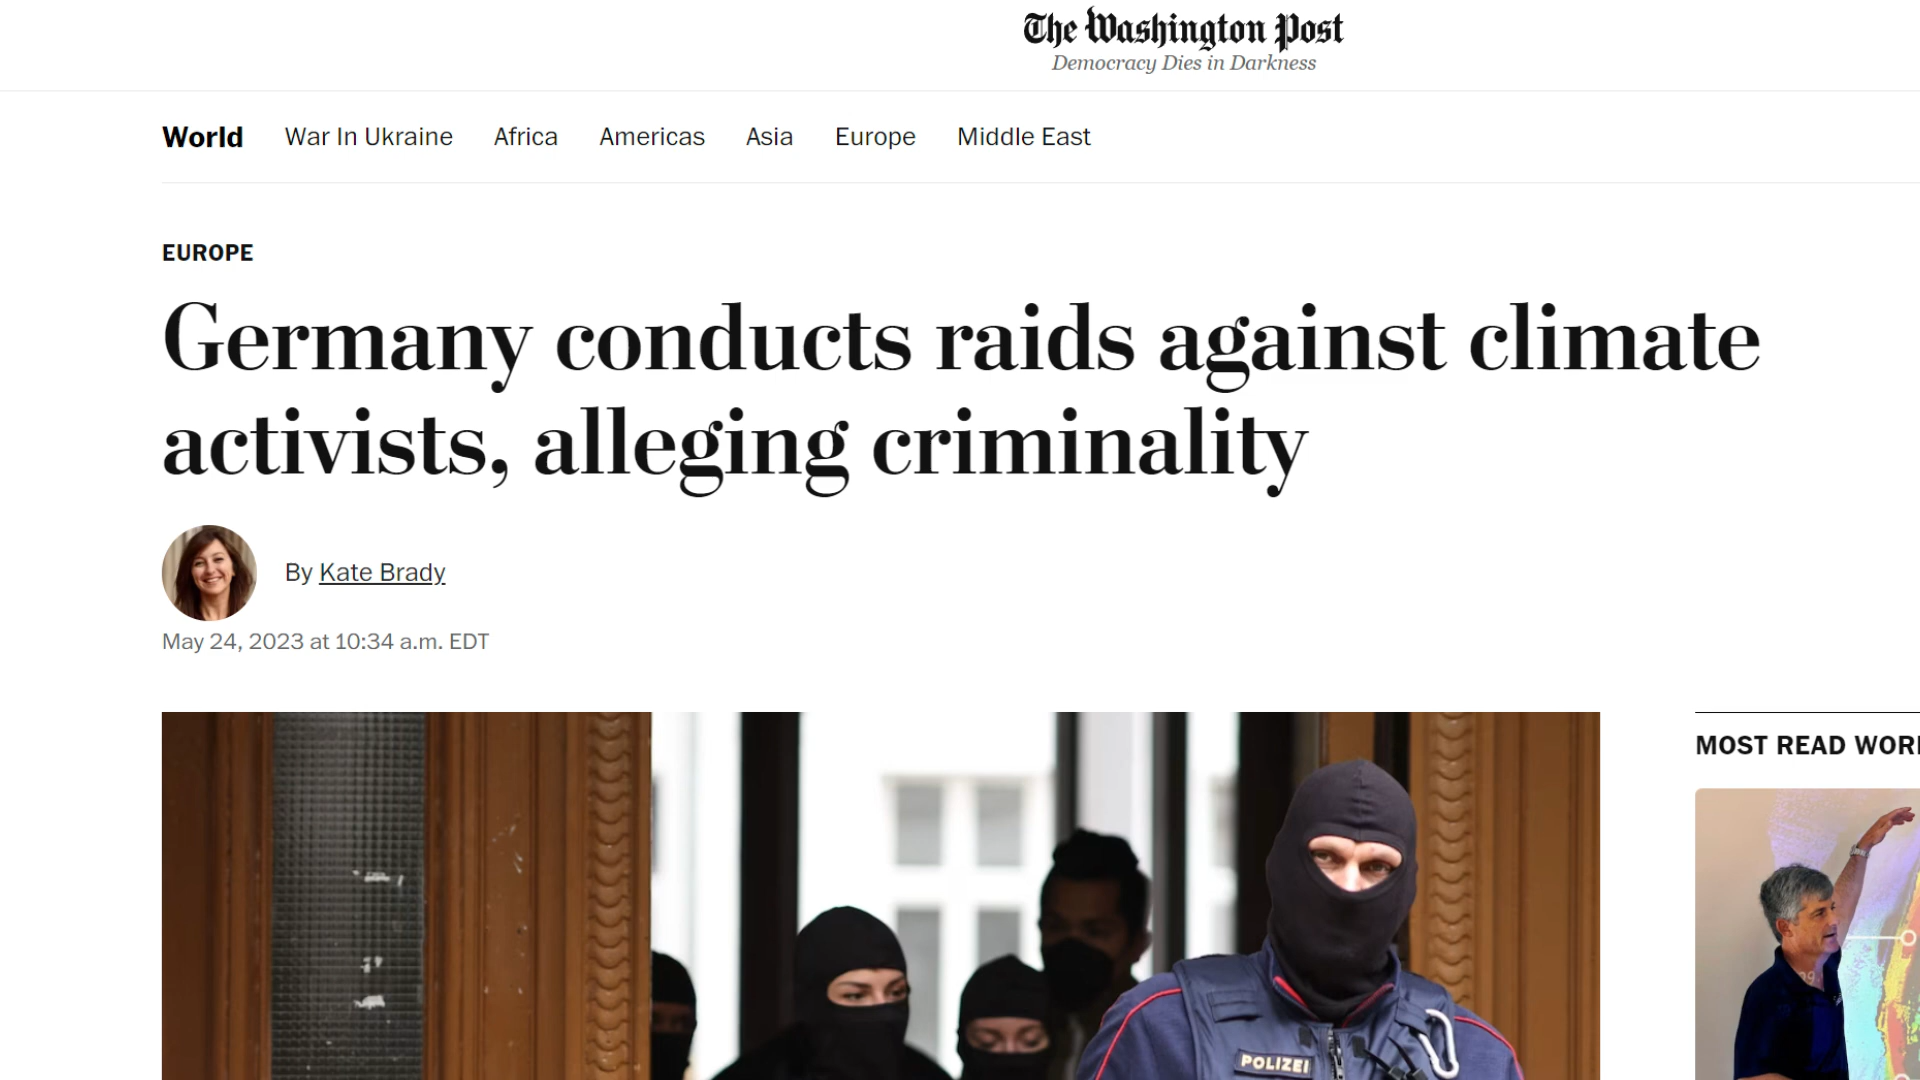 The Washington Post
Democracy Dies in Darkness
World War In Ukraine Africa Americas Asia Europe Middle East
EUROPE
Germany conducts raids against climate
activists, alleging criminality
By Kate Brady
May 24, 2023 at 10:34 a.m. EDT
MOST READ
POLIZEI